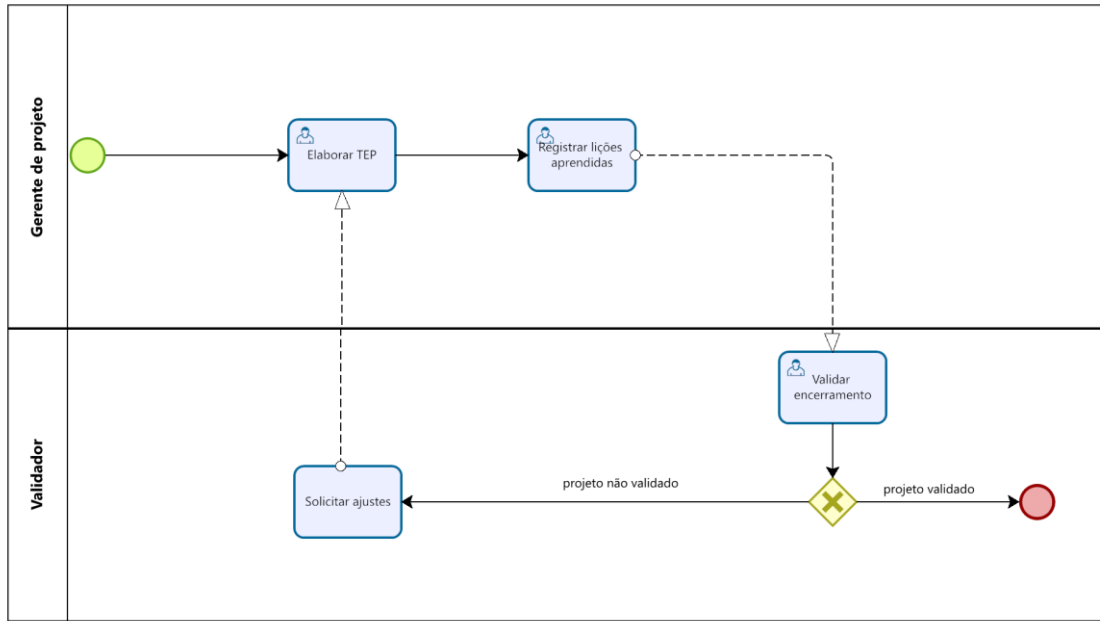 Gerente de projeto
Elaborar TEP
Registrar lições
aprendidas
Validador
Validar
encerramento
Solicitar ajustes
projeto não validado
projeto validado